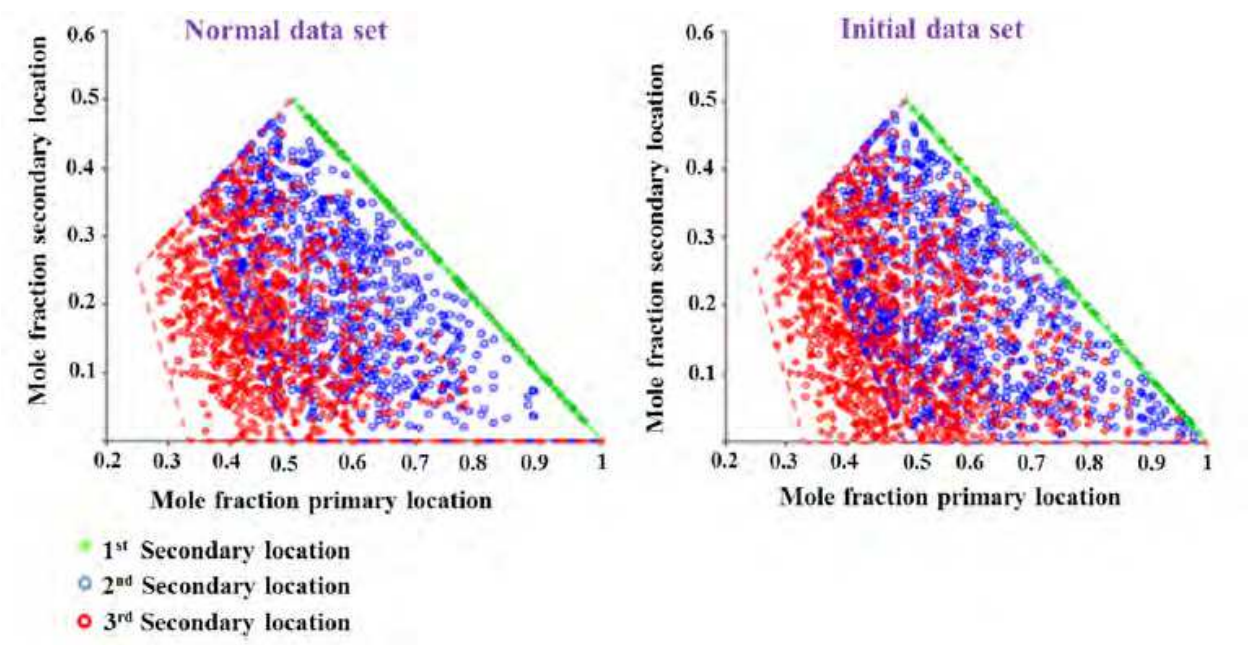 Normal data set
Mole fraction secondary location
0.6
0.5
0.4
0.3
0.2
0.1
0.2 0.3 0.4 0.5 0.6 0.7 0.8 0.9 1
Mole fraction primary location
Initial data set
Mole fraction secondary location
0.6
0.5
0.4
0.3
0.2
0.1
0.2 0.3 0.4 0.5 0.6 0.7 0.8 0.9 1
Mole fraction primary location
1st Secondary location
2nd Secondary location
3rd Secondary location